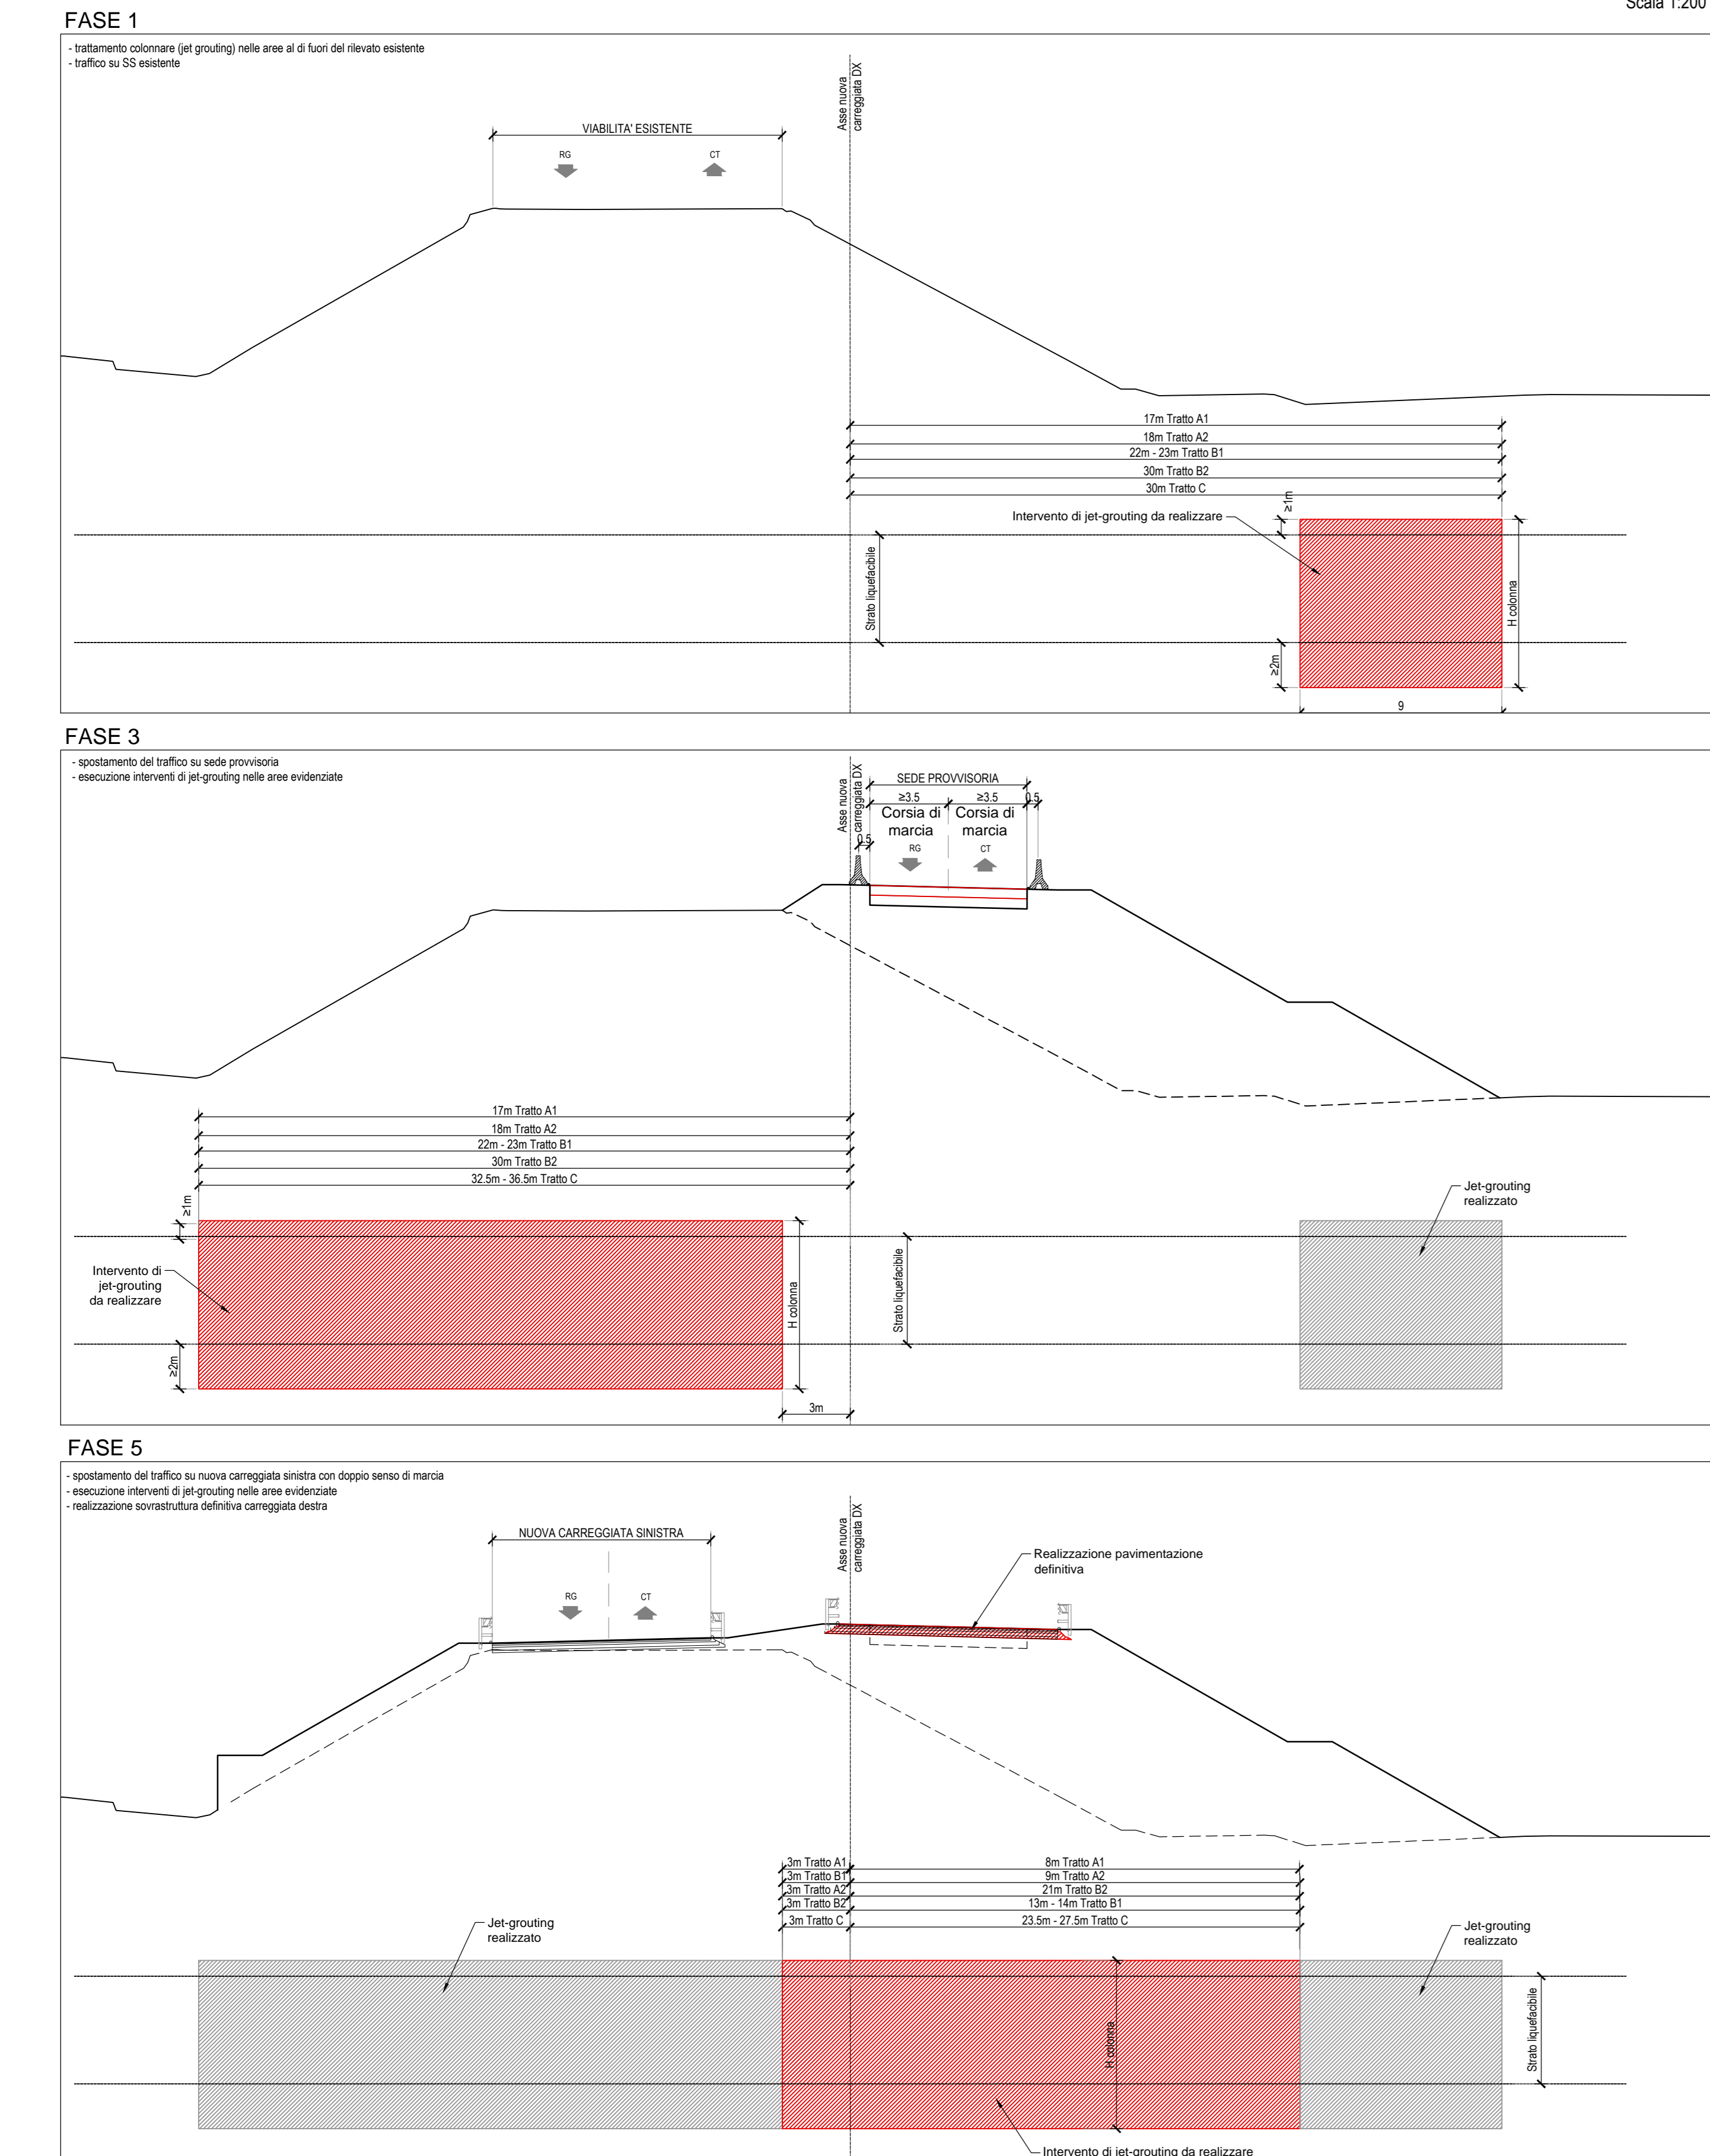 Scala 1:200
FASE 1
- trattamento colonnare (jet grouting) nelle aree al di fuori del rilevato esistente
- traffico su SS esistente
Asse nuova
carreggiata DX
VIABILITA' ESISTENTE
RG
CT
17m Tratto A1
18m Tratto A2
22m - 23m Tratto B1
30m Tratto B2
30m Tratto C
≥1m
Intervento di jet-grouting da realizzare
Strato liquefacibile
H colonna
≥2m
9
FASE 3
- spostamento del traffico su sede provvisoria
- esecuzione interventi di jet-grouting nelle aree evidenziate
Asse nuova
carreggiata DX
SEDE PROVVISORIA
≥3.5
≥3.5
0.5
Corsia di
marcia
Corsia di
marcia
0.5
RG
CT
17m Tratto A1
18m Tratto A2
22m - 23m Tratto B1
30m Tratto B2
32.5m - 36.5m Tratto C
≥1m
Jet-grouting
realizzato
Intervento di
jet-grouting
da realizzare
H colonna
Strato liquefacibile
≥2m
3m
FASE 5
- spostamento del traffico su nuova carreggiata sinistra con doppio senso di marcia
- esecuzione interventi di jet-grouting nelle aree evidenziate
- realizzazione sovrastruttura definitiva carreggiata destra
Asse nuova
carreggiata DX
NUOVA CARREGGIATA SINISTRA
Realizzazione pavimentazione
definitiva
RG
CT
3m Tratto A1
8m Tratto A1
3m Tratto B1
9m Tratto A2
3m Tratto A2
21m Tratto B2
3m Tratto B2
13m - 14m Tratto B1
3m Tratto C
23.5m - 27.5m Tratto C
Jet-grouting
realizzato
Jet-grouting
realizzato
H colonna
Strato liquefacibile
Intervento di jet-grouting da realizzare